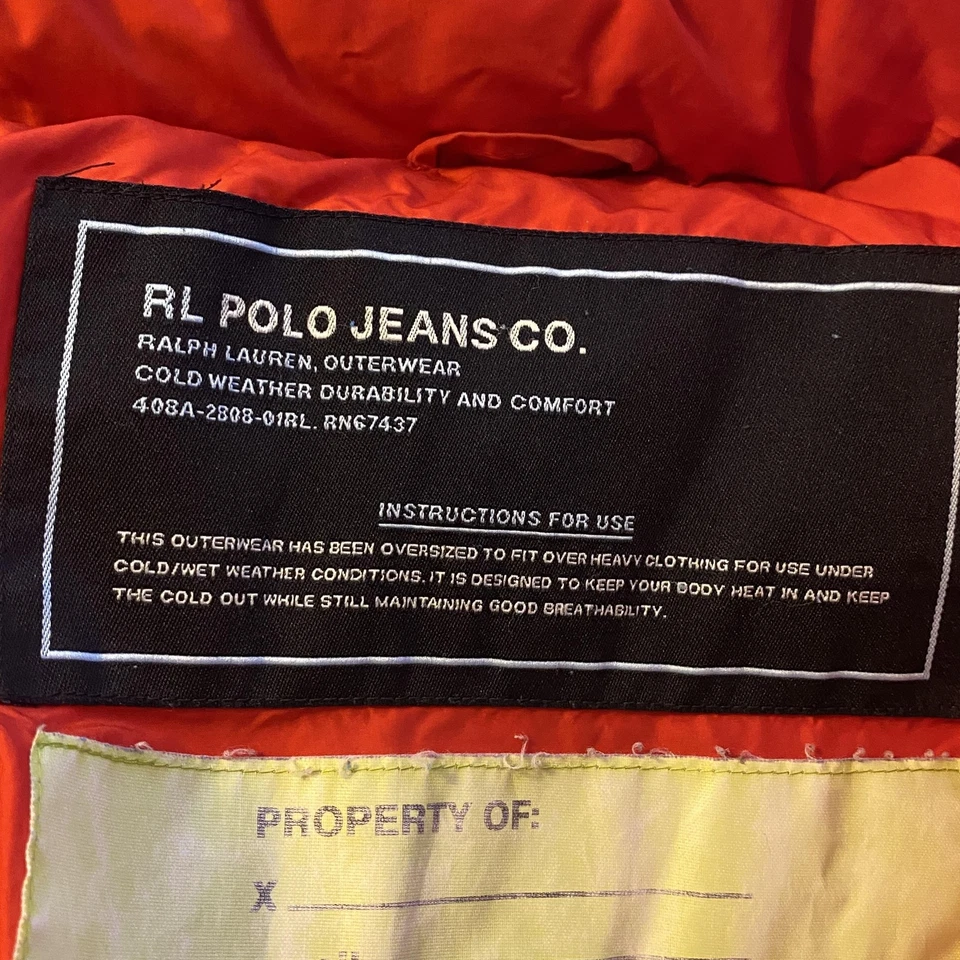 RL POLO JEANS CO.
RALPH LAUREN, OUTERWEAR
COLD WEATHER DURABILITY AND COMFORT
408A-2808-01RL. RN67437
INSTRUCTIONS FOR USE
THIS OUTERWEAR HAS BEEN OVERSIZED TO FIT OVER HEAVY CLOTHING FOR USE UNDER
COLD/WET WEATHER CONDITIONS. IT IS DESIGNED TO KEEP YOUR BODY HEAT IN AND KEEP
THE COLD OUT WHILE STILL MAINTAINING GOOD BREATHABILITY.
PROPERTY OF:
X